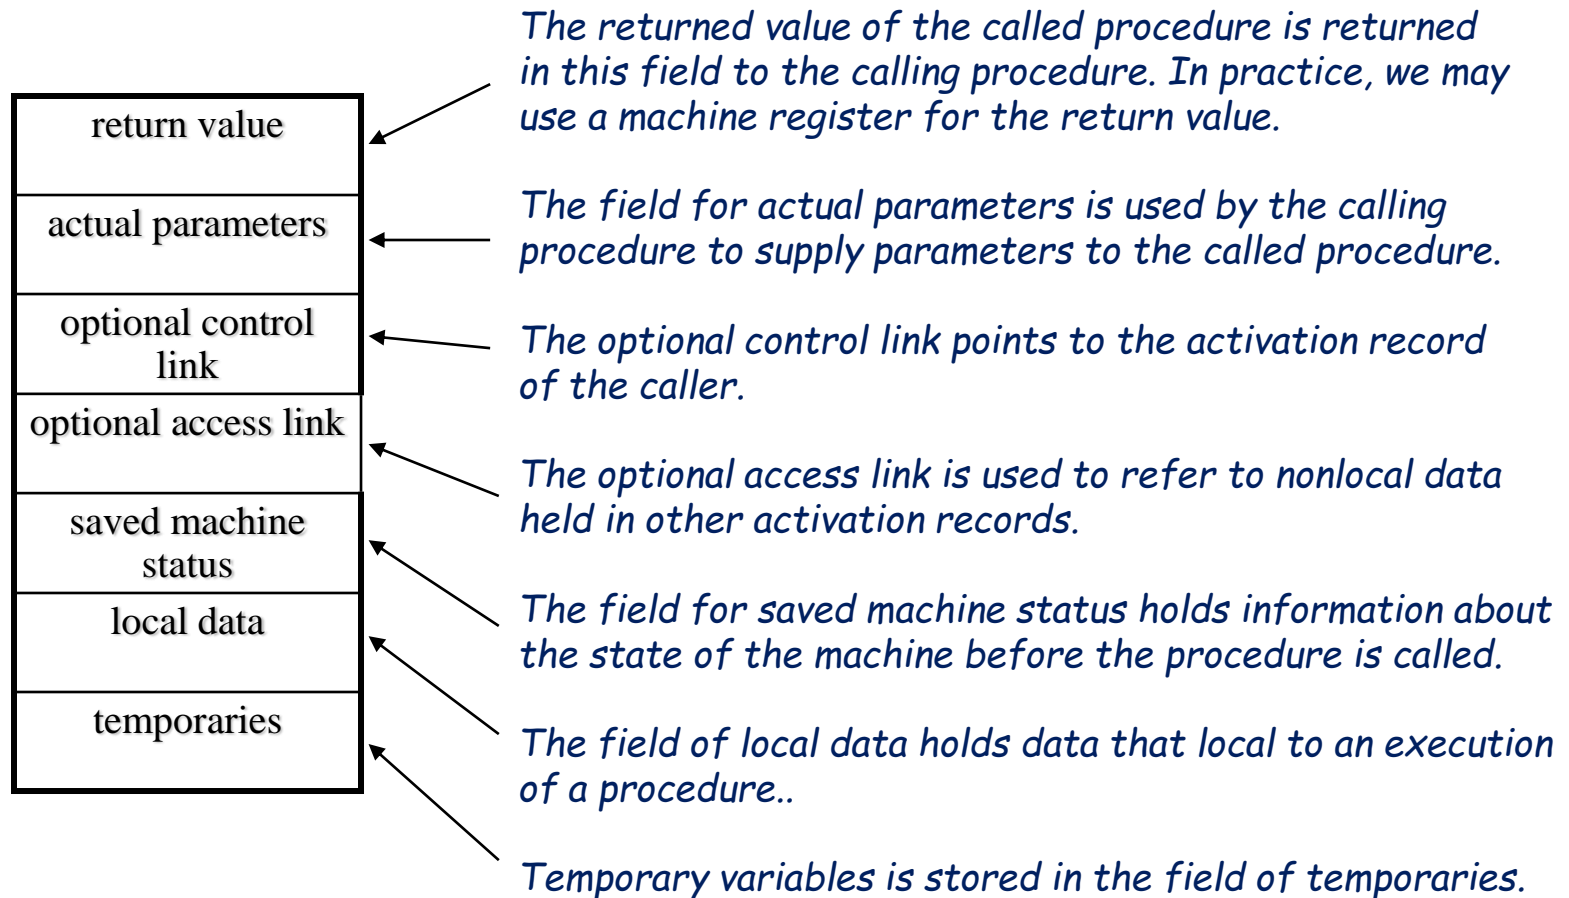 The returned value of the called procedure is returned
in this field to the calling procedure. In practice, we may
use a machine register for the return value.
return value
The field for actual parameters is used by the calling
procedure to supply parameters to the called procedure.
actual parameters
The optional control link points to the activation record
of the caller.
optional control
link
The optional access link is used to refer to nonlocal data
held in other activation records.
optional access link
The field for saved machine status holds information about
the state of the machine before the procedure is called.
saved machine
status
The field of local data holds data that local to an execution
of a procedure..
local data
Temporary variables is stored in the field of temporaries.
temporaries